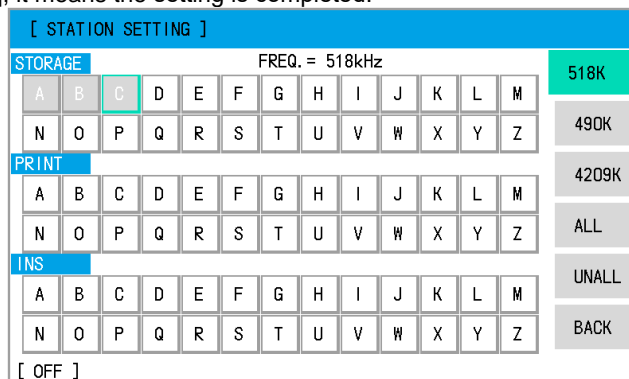 , it means the setting is completed.
[ STATION SETTING ]
STORAGE FREQ. = 518kHz
A B C D E F G H I J K L M
N O P Q R S T U V W X Y Z
PRINT
A B C D E F G H I J K L M
N O P Q R S T U V W X Y Z
INS
A B C D E F G H I J K L M
N O P Q R S T U V W X Y Z
[ OFF ]
518K
490K
4209K
ALL
UNALL
BACK